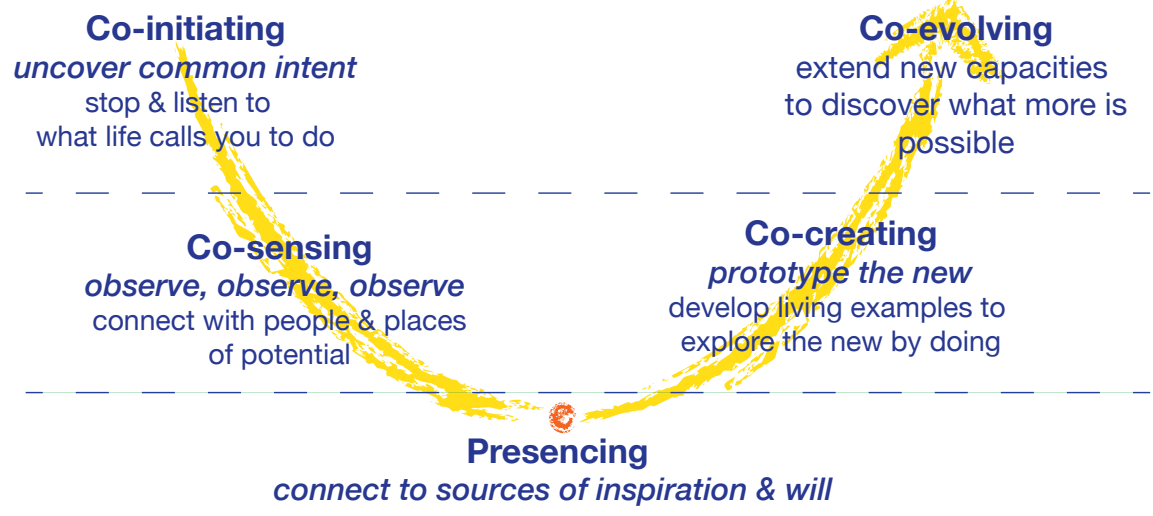 Co-initiating
uncover common intent
stop & listen to
what life calls you to do
Co-sensing
observe, observe, observe
connect with people & places
of potential
Presencing
connect to sources of inspiration & will
Co-creating
prototype the new
develop living examples to
explore the new by doing
Co-evolving
extend new capacities
to discover what more is
possible